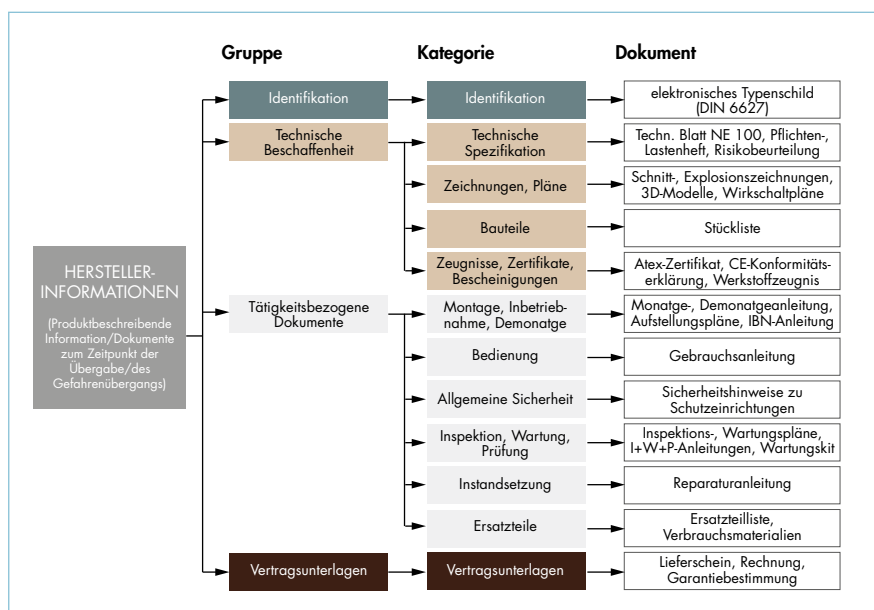 Gruppe
Kategorie
Dokument
HERSTELLER-
INFORMATIONEN
(Produktbeschreibende
Information/Dokumente
zum Zeitpunkt der
Übergabe/des
Gefahrenübergangs)
Identifikation
Identifikation
elektronisches Typenschild
(DIN 6627)
Technische
Beschaffenheit
Technische
Spezifikation
Techn. Blatt NE 100, Pflichten-,
Lastenheft, Risikobeurteilung
Zeichnungen, Pläne
Schnitt-, Explosionszeichnungen,
3D-Modelle, Wirkschaltpläne
Bauteile
Stückliste
Zeugnisse, Zertifikate,
Bescheinigungen
Atex-Zertifikat, CE-Konformitäts-
erklärung, Werkstoffzeugnis
Tätigkeitsbezogene
Dokumente
Montage, Inbetrieb-
nahme, Demonatge
Monatge-, Demonatgeanleitung,
Aufstellungspläne, IBN-Anleitung
Bedienung
Gebrauchsanleitung
Allgemeine Sicherheit
Sicherheitshinweise zu
Schutzeinrichtungen
Inspektion, Wartung,
Prüfung
Inspektions-, Wartungspläne,
I+W+P-Anleitungen, Wartungskit
Instandsetzung
Reparaturanleitung
Ersatzteile
Ersatzteilliste,
Verbrauchsmaterialien
Vertragsunterlagen
Vertragsunterlagen
Lieferschein, Rechnung,
Garantiebestimmung